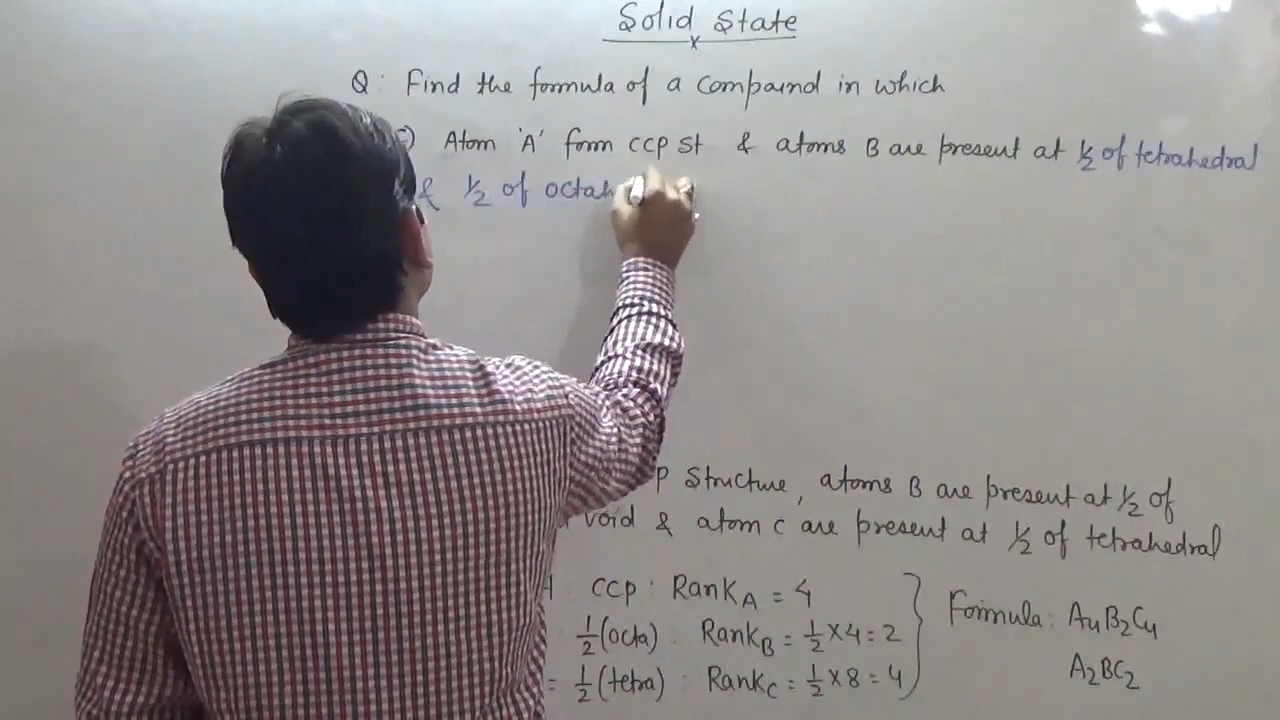 Solid State
Q: Find the formula of a compound in which
Atom 'A' form CCP St & atoms B are present at 1/2 of tetrahedral
& 1/2 of octah
Structure, atoms B are present at 1/2 of
void & atom C are present at 1/2 of tetrahedral
CCP : Rank_A = 4
1/2 (octa) : Rank_B = 1/2 × 4 = 2
= 1/2 (tetra) : Rank_C = 1/2 × 8 = 4
Formula: A₄B₂C₄
A₂BC₂